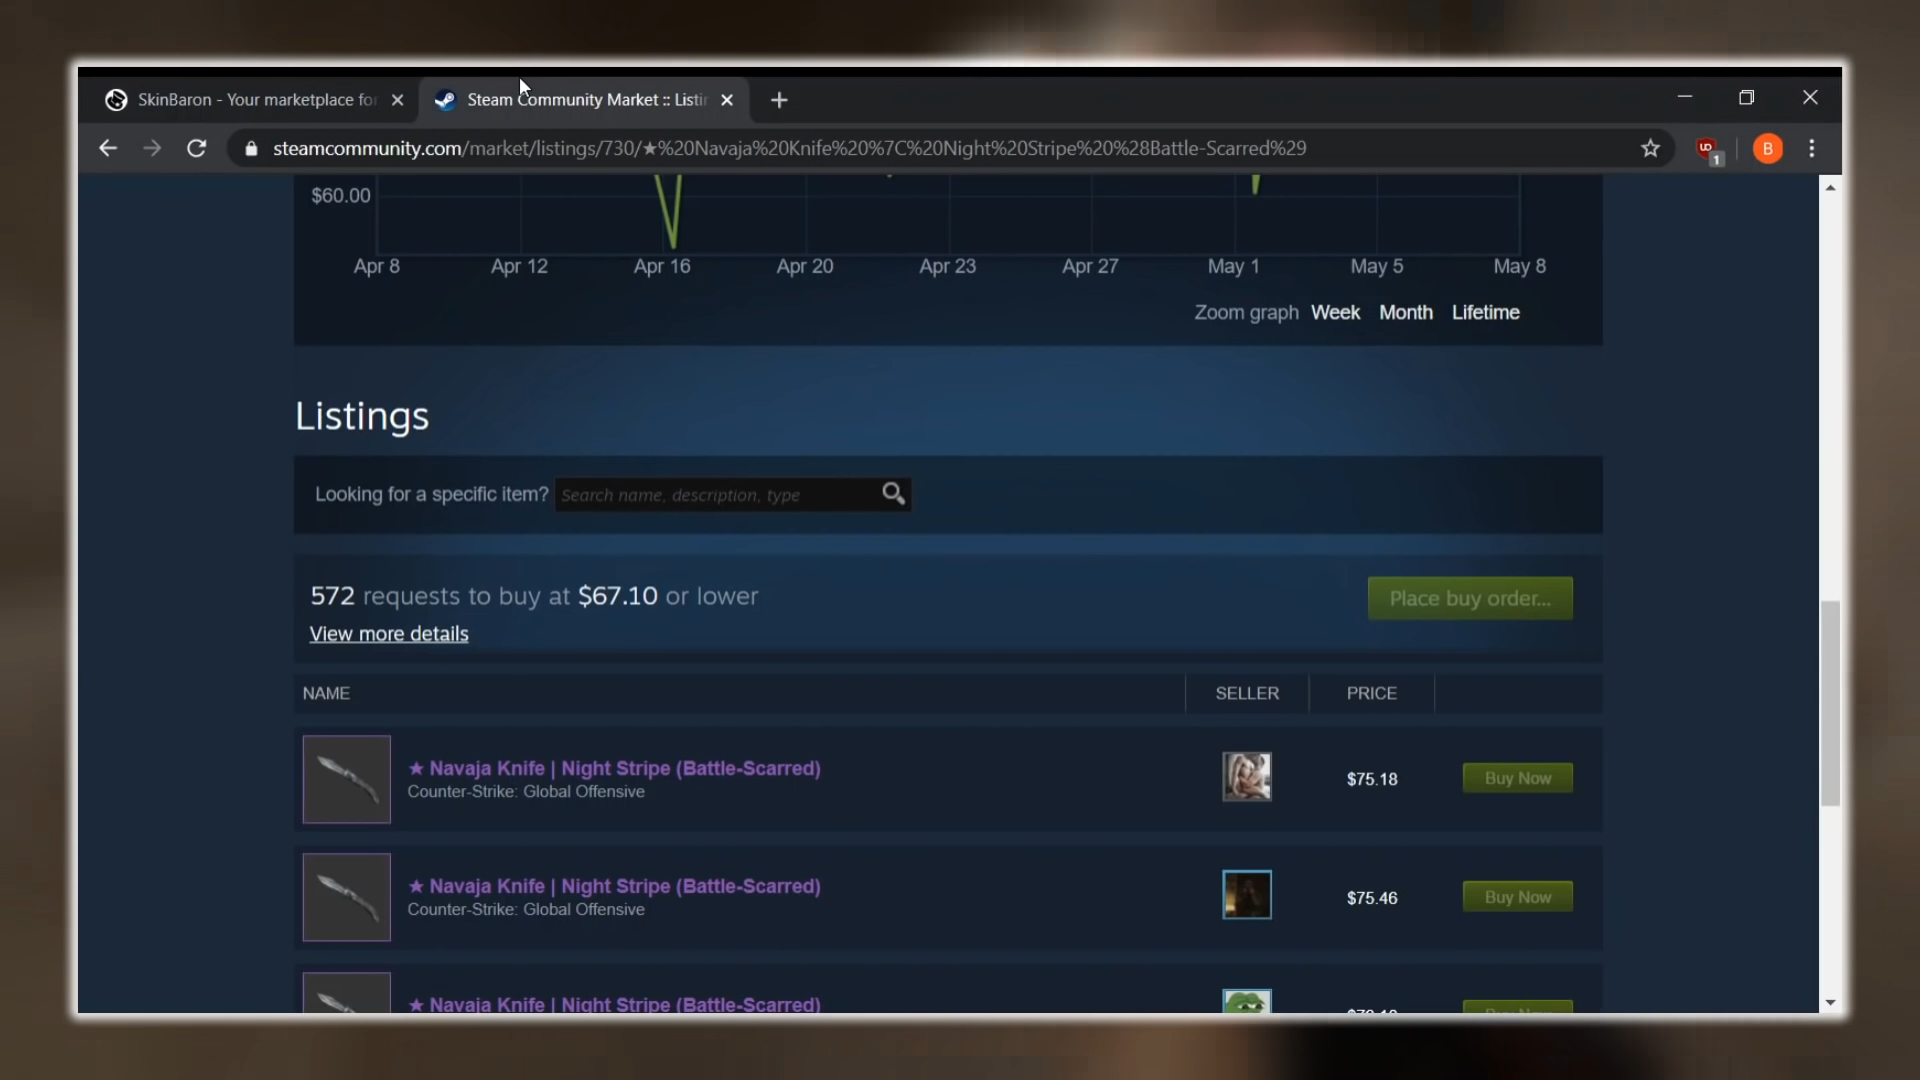 SkinBaron - Your marketplace fo
Steam Community Market :: Listin
steamcommunity.com/market/listings/730/★%20Navaja%20Knife%20%7C%20Night%20Stripe%20%28Battle-Scarred%29
1
B
$60.00
Apr 8 Apr 12 Apr 16 Apr 20 Apr 23 Apr 27 May 1 May 5 May 8
Zoom graph Week Month Lifetime
Listings
Looking for a specific item? Search name, description, type
572 requests to buy at $67.10 or lower
Place buy order...
View more details
NAME SELLER PRICE
★ Navaja Knife | Night Stripe (Battle-Scarred)
Counter-Strike: Global Offensive
$75.18 Buy Now
★ Navaja Knife | Night Stripe (Battle-Scarred)
Counter-Strike: Global Offensive
$75.46 Buy Now
★ Navaja Knife | Night Stripe (Battle-Scarred)